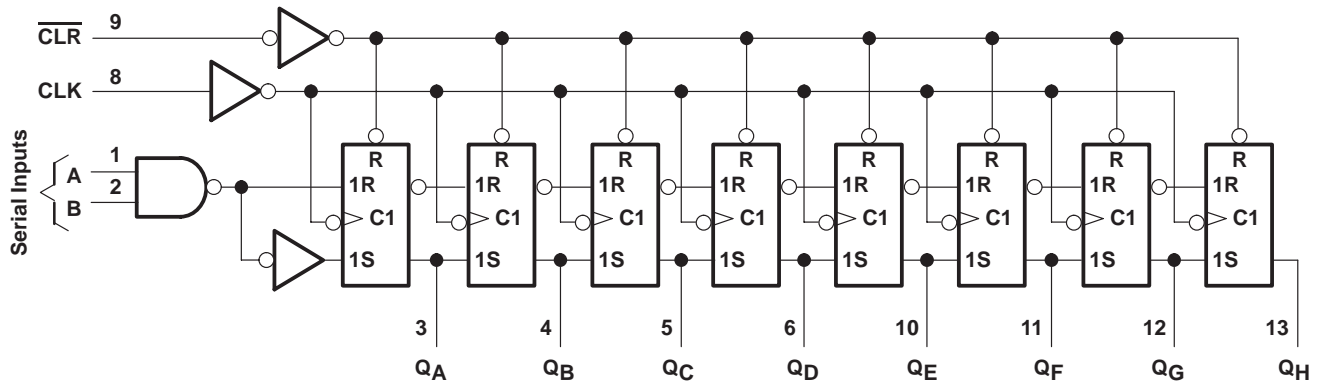 CLR 9
CLK 8
Serial Inputs
A 1
B 2
R R R R R R R R
1R 1R 1R 1R 1R 1R 1R 1R
C1 C1 C1 C1 C1 C1 C1 C1
1S 1S 1S 1S 1S 1S 1S 1S
3 4 5 6 10 11 12 13
QA QB QC QD QE QF QG QH